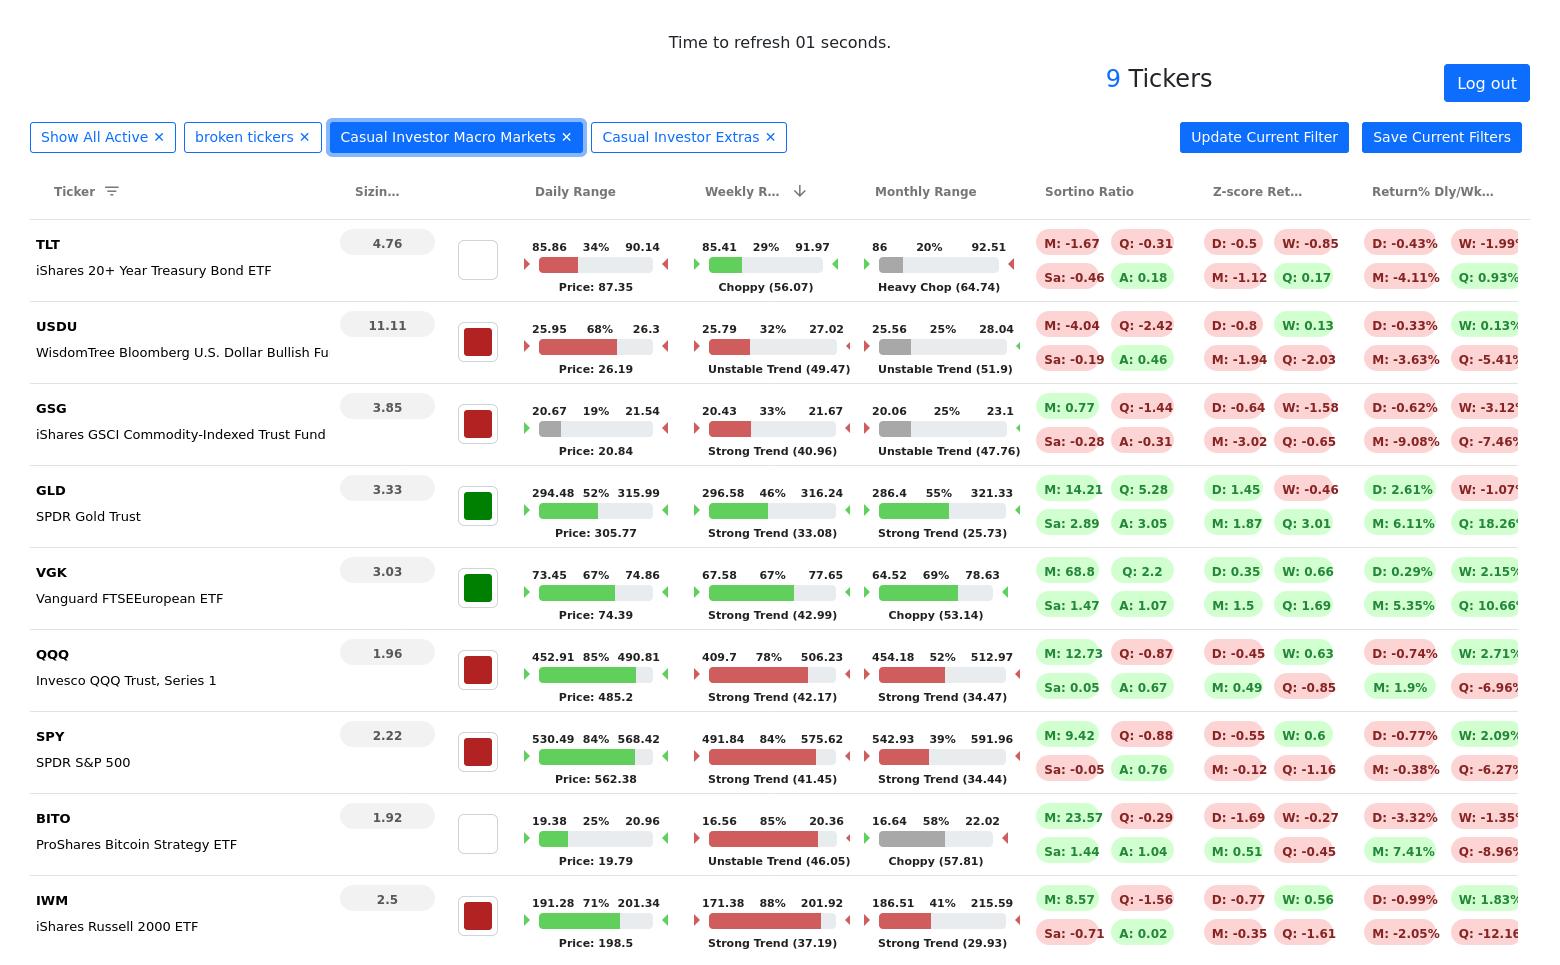 Time to refresh 01 seconds.
9 Tickers
Log out
Show All Active ✕ broken tickers ✕ Casual Investor Macro Markets ✕ Casual Investor Extras ✕ Update Current Filter Save Current Filters
Ticker Sizin… Daily Range Weekly R… Monthly Range Sortino Ratio Z-score Ret… Return% Dly/Wk…
TLT 4.76 85.86 34% 90.14 85.41 29% 91.97 86 20% 92.51 M: -1.67 Q: -0.31 D: -0.5 W: -0.85 D: -0.43% W: -1.99%
iShares 20+ Year Treasury Bond ETF Price: 87.35 Choppy (56.07) Heavy Chop (64.74) Sa: -0.46 A: 0.18 M: -1.12 Q: 0.17 M: -4.11% Q: 0.93%
USDU 11.11 25.95 68% 26.3 25.79 32% 27.02 25.56 25% 28.04 M: -4.04 Q: -2.42 D: -0.8 W: 0.13 D: -0.33% W: 0.13%
WisdomTree Bloomberg U.S. Dollar Bullish Fu Price: 26.19 Unstable Trend (49.47) Unstable Trend (51.9) Sa: -0.19 A: 0.46 M: -1.94 Q: -2.03 M: -3.63% Q: -5.41%
GSG 3.85 20.67 19% 21.54 20.43 33% 21.67 20.06 25% 23.1 M: 0.77 Q: -1.44 D: -0.64 W: -1.58 D: -0.62% W: -3.12%
iShares GSCI Commodity-Indexed Trust Fund Price: 20.84 Strong Trend (40.96) Unstable Trend (47.76) Sa: -0.28 A: -0.31 M: -3.02 Q: -0.65 M: -9.08% Q: -7.46%
GLD 3.33 294.48 52% 315.99 296.58 46% 316.24 286.4 55% 321.33 M: 14.21 Q: 5.28 D: 1.45 W: -0.46 D: 2.61% W: -1.07%
SPDR Gold Trust Price: 305.77 Strong Trend (33.08) Strong Trend (25.73) Sa: 2.89 A: 3.05 M: 1.87 Q: 3.01 M: 6.11% Q: 18.26%
VGK 3.03 73.45 67% 74.86 67.58 67% 77.65 64.52 69% 78.63 M: 68.8 Q: 2.2 D: 0.35 W: 0.66 D: 0.29% W: 2.15%
Vanguard FTSEEuropean ETF Price: 74.39 Strong Trend (42.99) Choppy (53.14) Sa: 1.47 A: 1.07 M: 1.5 Q: 1.69 M: 5.35% Q: 10.66%
QQQ 1.96 452.91 85% 490.81 409.7 78% 506.23 454.18 52% 512.97 M: 12.73 Q: -0.87 D: -0.45 W: 0.63 D: -0.74% W: 2.71%
Invesco QQQ Trust, Series 1 Price: 485.2 Strong Trend (42.17) Strong Trend (34.47) Sa: 0.05 A: 0.67 M: 0.49 Q: -0.85 M: 1.9% Q: -6.96%
SPY 2.22 530.49 84% 568.42 491.84 84% 575.62 542.93 39% 591.96 M: 9.42 Q: -0.88 D: -0.55 W: 0.6 D: -0.77% W: 2.09%
SPDR S&P 500 Price: 562.38 Strong Trend (41.45) Strong Trend (34.44) Sa: -0.05 A: 0.76 M: -0.12 Q: -1.16 M: -0.38% Q: -6.27%
BITO 1.92 19.38 25% 20.96 16.56 85% 20.36 16.64 58% 22.02 M: 23.57 Q: -0.29 D: -1.69 W: -0.27 D: -3.32% W: -1.35%
ProShares Bitcoin Strategy ETF Price: 19.79 Unstable Trend (46.05) Choppy (57.81) Sa: 1.44 A: 1.04 M: 0.51 Q: -0.45 M: 7.41% Q: -8.96%
IWM 2.5 191.28 71% 201.34 171.38 88% 201.92 186.51 41% 215.59 M: 8.57 Q: -1.56 D: -0.77 W: 0.56 D: -0.99% W: 1.83%
iShares Russell 2000 ETF Price: 198.5 Strong Trend (37.19) Strong Trend (29.93) Sa: -0.71 A: 0.02 M: -0.35 Q: -1.61 M: -2.05% Q: -12.16